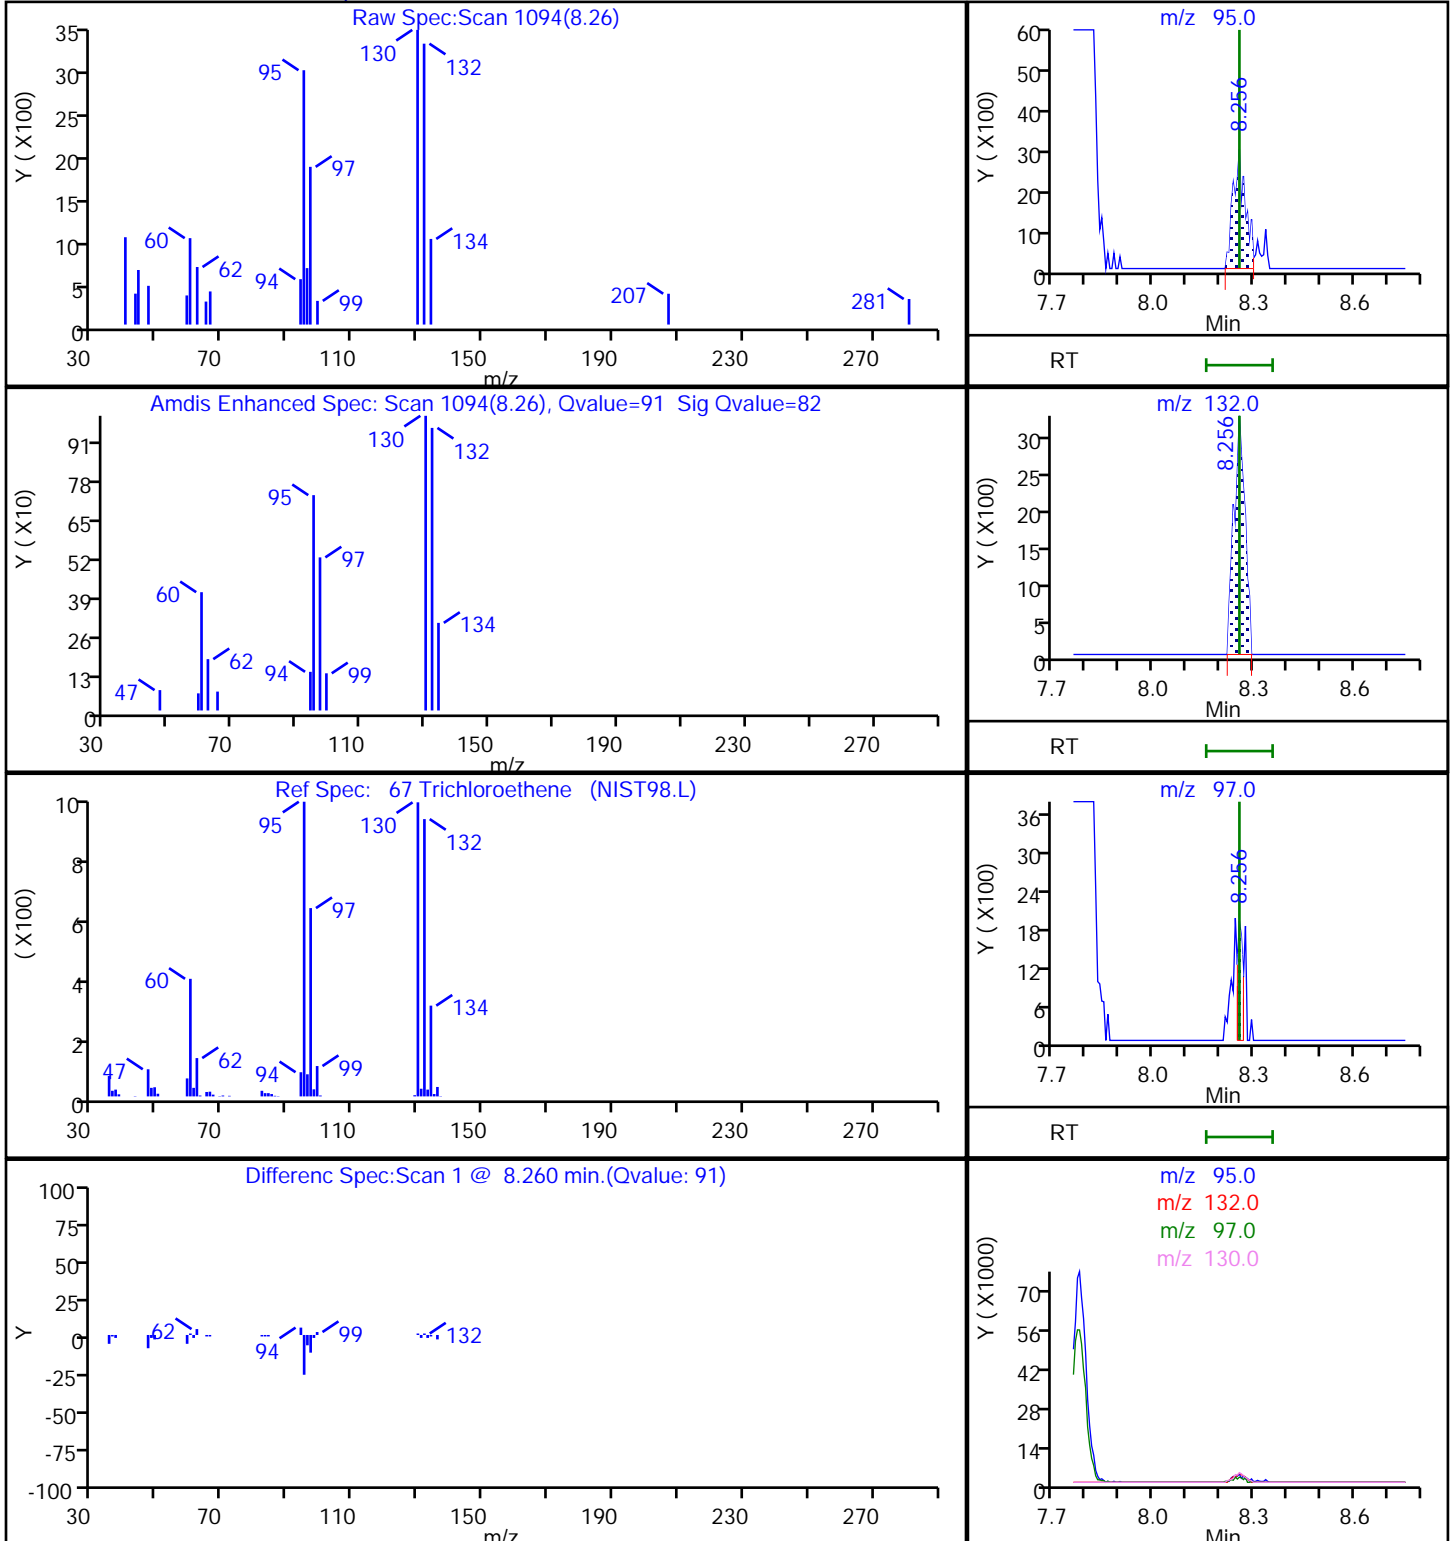 Raw Spec:Scan 1094(8.26)
Y ( X100)
35
30
25
20
15
10
5
0
130
132
95
97
60
62
94
99
134
207
281
30 70 110 150 190 230 270
m/z
m/z 95.0
Y ( X100)
60
50
40
30
20
10
0
8.256
7.7 8.0 8.3 8.6
Min
RT
Amdis Enhanced Spec: Scan 1094(8.26), Qvalue=91 Sig Qvalue=82
Y ( X10)
91
78
65
52
39
26
13
0
130
132
95
97
60
62
94
99
134
47
30 70 110 150 190 230 270
m/z
m/z 132.0
Y ( X100)
30
25
20
15
10
5
0
8.256
7.7 8.0 8.3 8.6
Min
RT
Ref Spec: 67 Trichloroethene (NIST98.L)
( X100)
10
8
6
4
2
0
95
130
132
97
60
134
47
62
94
99
30 70 110 150 190 230 270
m/z 97.0
Y ( X100)
36
30
24
18
12
6
0
8.256
7.7 8.0 8.3 8.6
Min
RT
Differenc Spec:Scan 1 @ 8.260 min.(Qvalue: 91)
Y
100
75
50
25
0
-25
-50
-75
-100
62
94
99
132
30 70 110 150 190 230 270
m/z
m/z 95.0
m/z 132.0
m/z 97.0
m/z 130.0
Y ( X1000)
70
56
42
28
14
0
7.7 8.0 8.3 8.6
Min